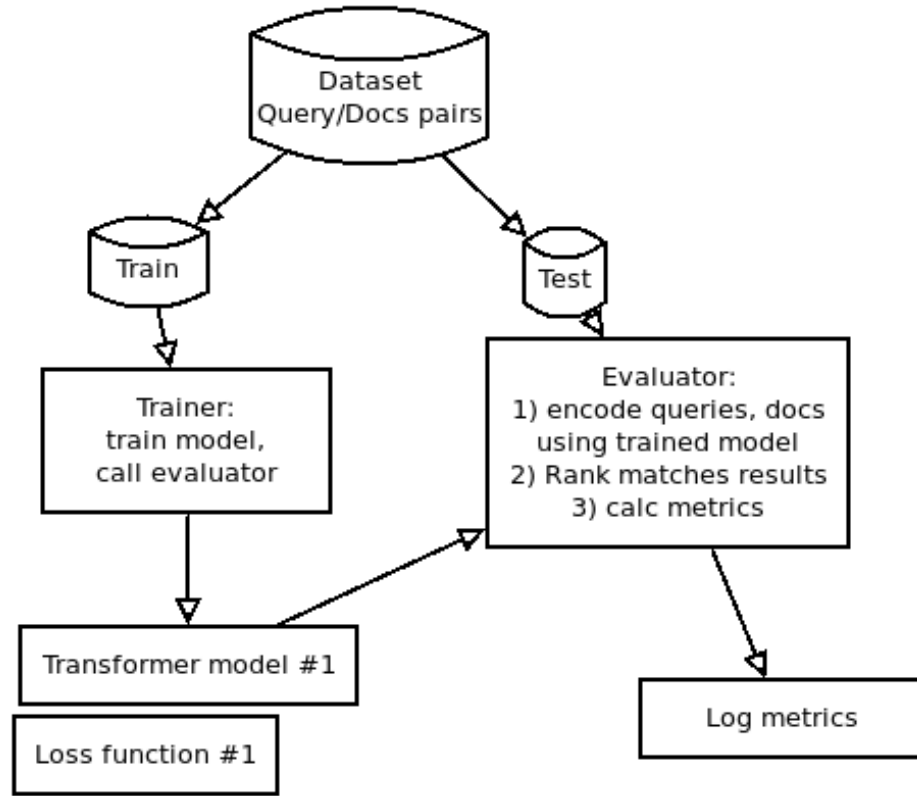 Dataset
Query/Docs pairs
Train
Test
Trainer:
train model,
call evaluator
Evaluator:
1) encode queries, docs
using trained model
2) Rank matches results
3) calc metrics
Transformer model #1
Loss function #1
Log metrics